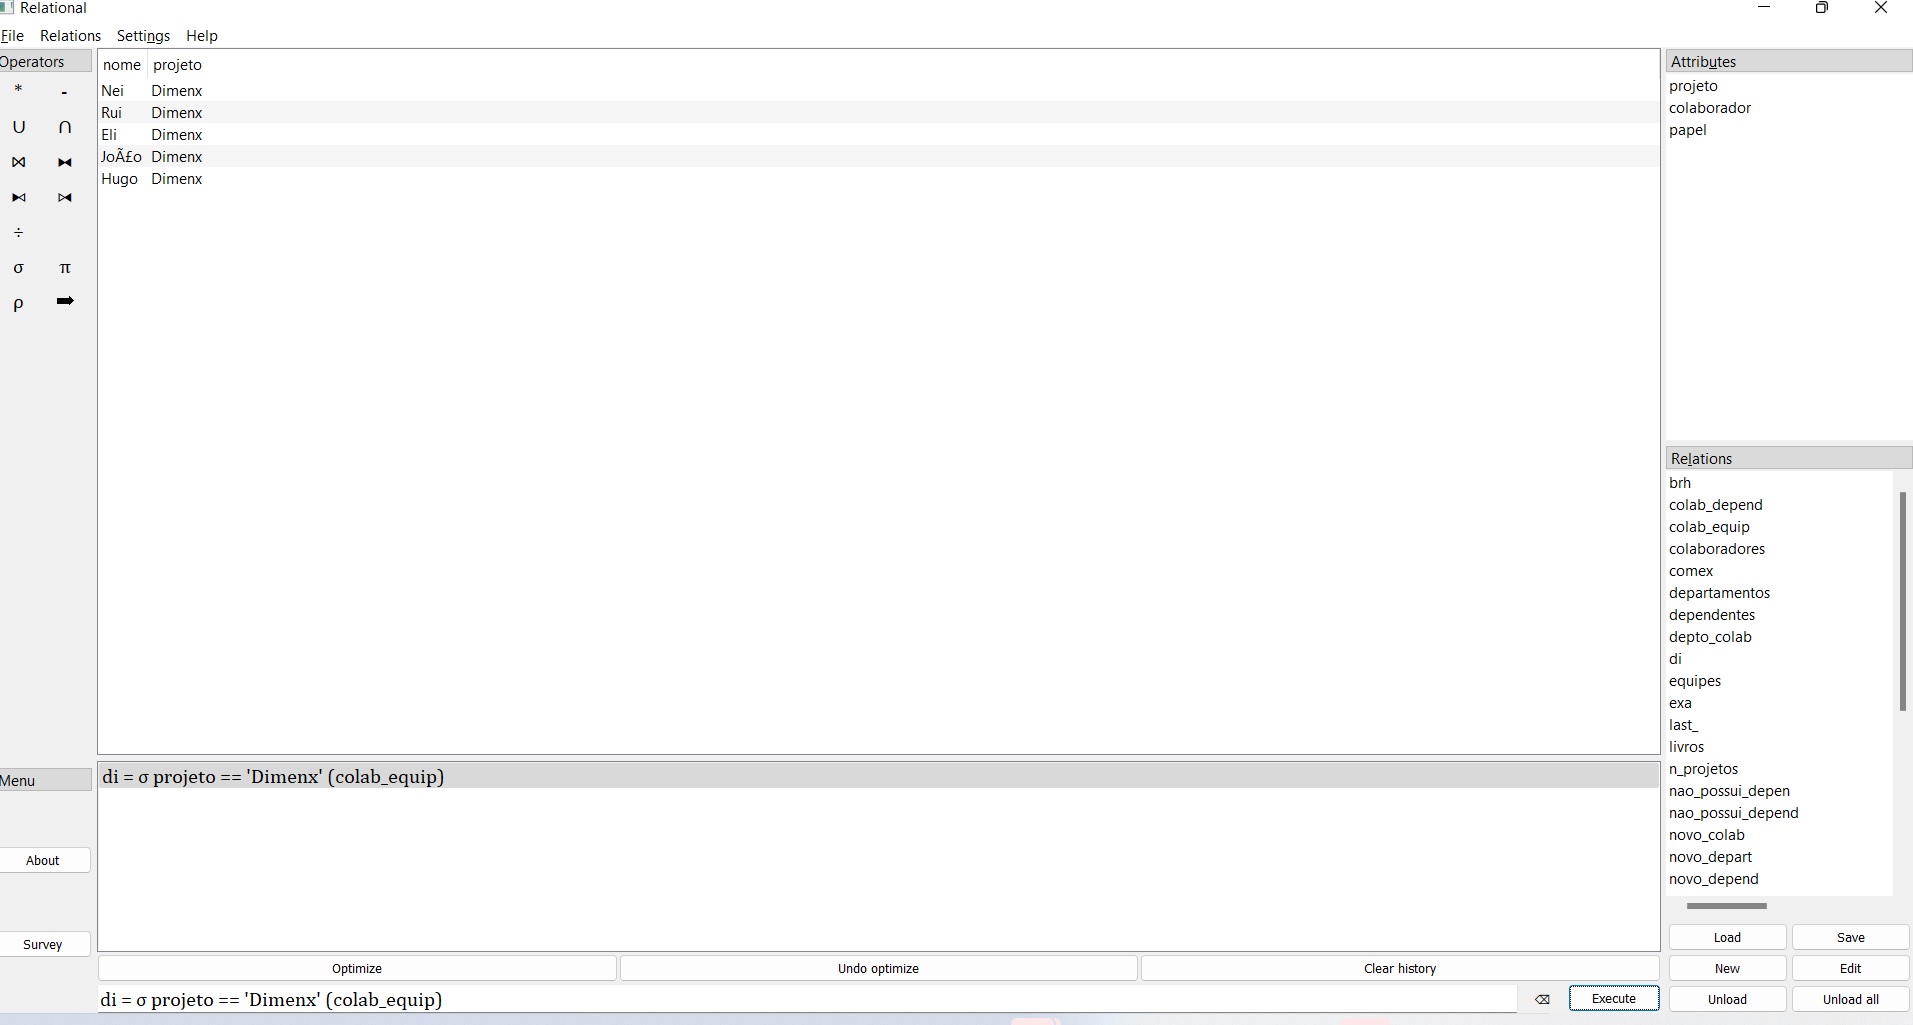 Relational
File Relations Settings Help
Operators
* -
∪ ∩
⋈ ⧓
⧑ ⧒
÷
σ π
ρ ➡
Menu
About
Survey
nome projeto
Nei Dimenx
Rui Dimenx
Eli Dimenx
JoÃ£o Dimenx
Hugo Dimenx
di = σ projeto == 'Dimenx' (colab_equip)
Optimize Undo optimize Clear history
di = σ projeto == 'Dimenx' (colab_equip)
Execute
Attributes
projeto
colaborador
papel
Relations
brh
colab_depend
colab_equip
colaboradores
comex
departamentos
dependentes
depto_colab
di
equipes
exa
last_
livros
n_projetos
nao_possui_depen
nao_possui_depend
novo_colab
novo_depart
novo_depend
Load Save
New Edit
Unload Unload all